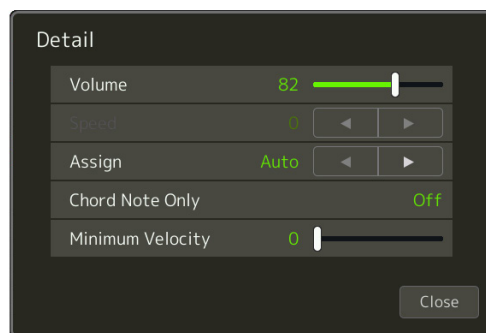 Detail
Volume 82
Speed 0
Assign Auto
Chord Note Only Off
Minimum Velocity 0
Close